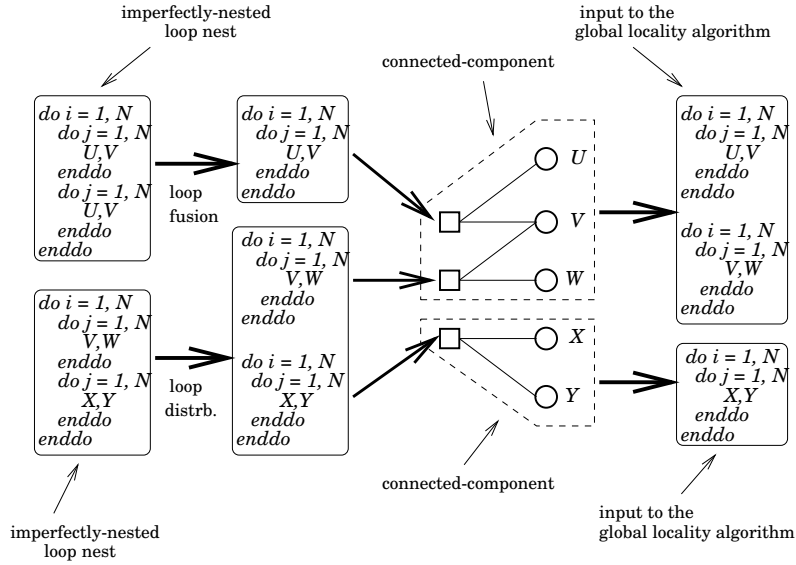 imperfectly-nested
loop nest
do i = 1, N
do j = 1, N
U,V
enddo
do j = 1, N
U,V
enddo
enddo
loop
fusion
do i = 1, N
do j = 1, N
U,V
enddo
enddo
do i = 1, N
do j = 1, N
V,W
enddo
do j = 1, N
X,Y
enddo
enddo
loop
distrb.
do i = 1, N
do j = 1, N
V,W
enddo
enddo
do i = 1, N
do j = 1, N
X,Y
enddo
enddo
imperfectly-nested
loop nest
connected-component
U
V
W
X
Y
connected-component
input to the
global locality algorithm
do i = 1, N
do j = 1, N
U,V
enddo
enddo
do i = 1, N
do j = 1, N
V,W
enddo
enddo
do i = 1, N
do j = 1, N
X,Y
enddo
enddo
input to the
global locality algorithm